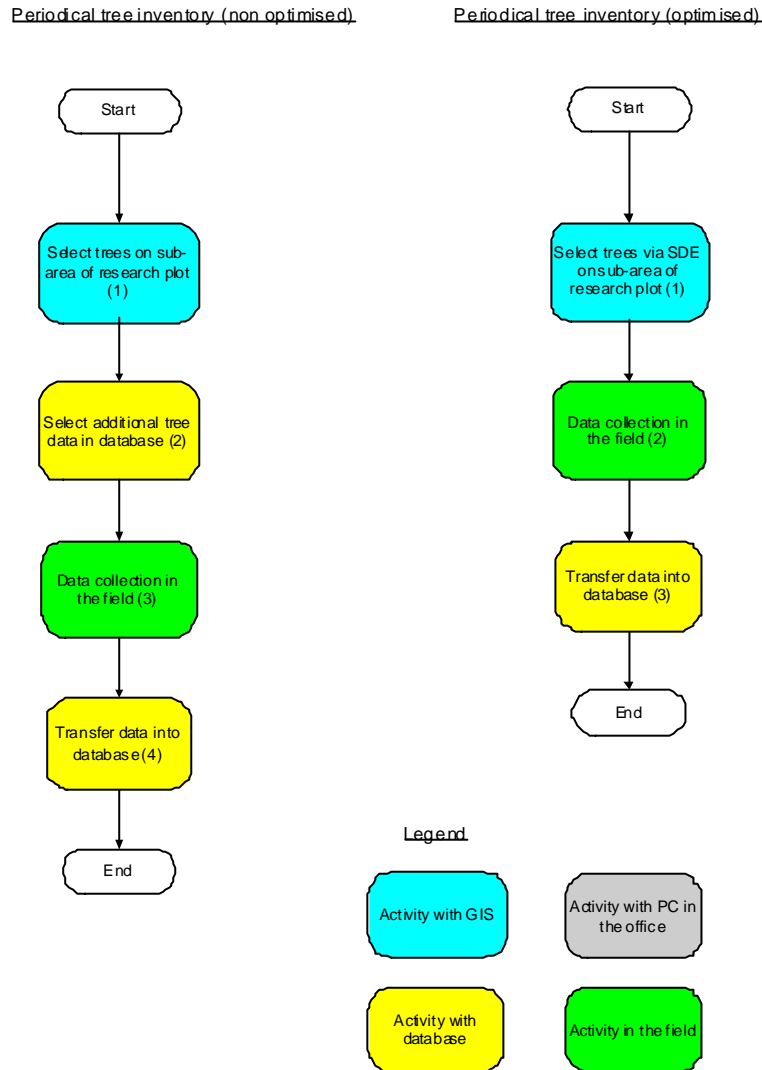 Periodical tree inventory (non optimised)
Start
Select trees on sub-
area of research plot
(1)
Select additional tree
data in database (2)
Data collection in
the field (3)
Transfer data into
database (4)
End
Periodical tree inventory (optimised)
Start
Select trees via SDE
on sub-area of
research plot (1)
Data collection in
the field (2)
Transfer data into
database (3)
End
Legend
Activity with GIS
Activity with PC in
the office
Activity with
database
Activity in the field